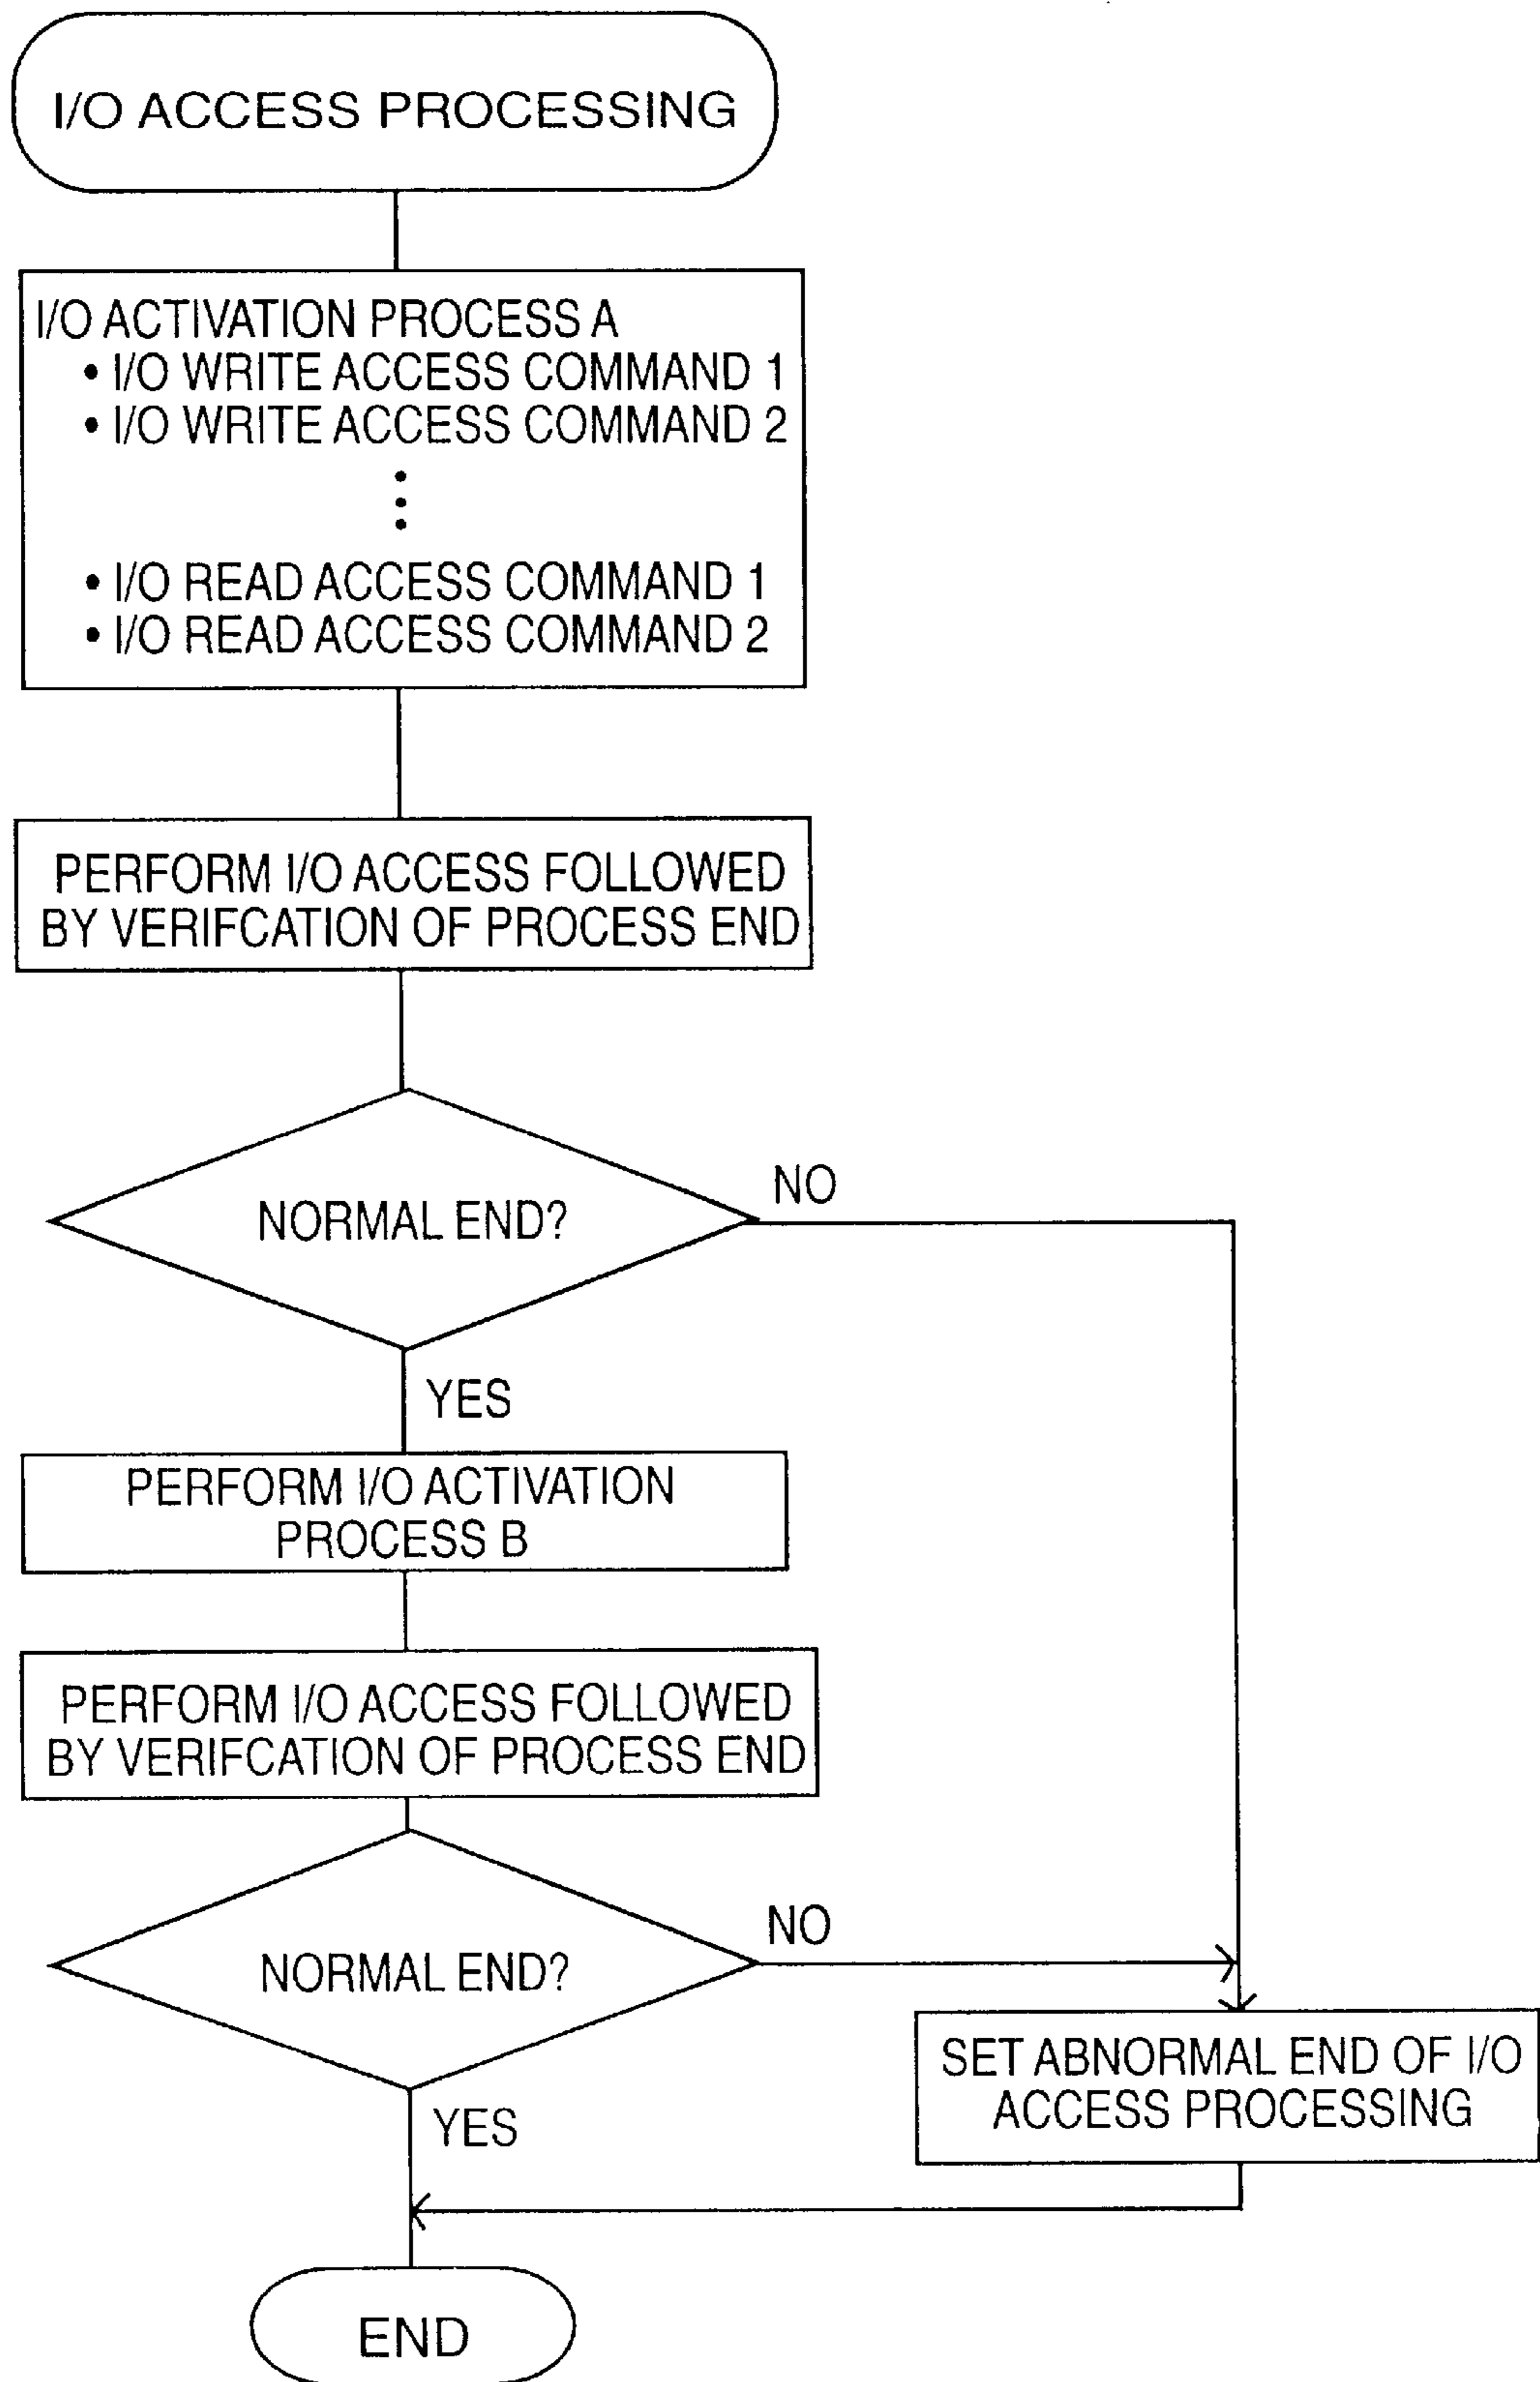 I/O ACCESS PROCESSING
I/O ACTIVATION PROCESS A
• I/O WRITE ACCESS COMMAND 1
• I/O WRITE ACCESS COMMAND 2
• I/O READ ACCESS COMMAND 1
• I/O READ ACCESS COMMAND 2
PERFORM I/O ACCESS FOLLOWED
BY VERIFCATION OF PROCESS END
NORMAL END?
NO
YES
PERFORM I/O ACTIVATION
PROCESS B
PERFORM I/O ACCESS FOLLOWED
BY VERIFCATION OF PROCESS END
NORMAL END?
NO
YES
SET ABNORMAL END OF I/O
ACCESS PROCESSING
END